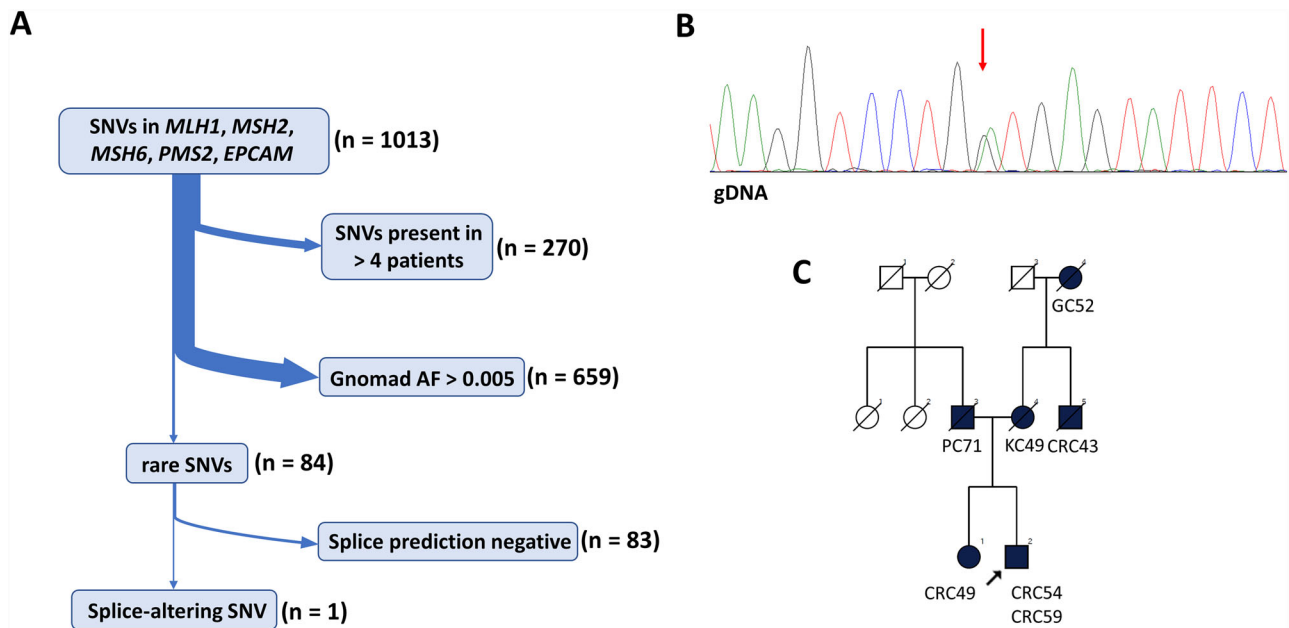 A
SNVs in MLH1, MSH2,
MSH6, PMS2, EPCAM
(n = 1013)
SNVs present in
> 4 patients
(n = 270)
Gnomad AF > 0.005
(n = 659)
rare SNVs
(n = 84)
Splice prediction negative
(n = 83)
Splice-altering SNV
(n = 1)
B
gDNA
C
1
2
3
4
GC52
1
2
3
4
5
PC71
KC49
CRC43
1
2
CRC49
CRC54
CRC59